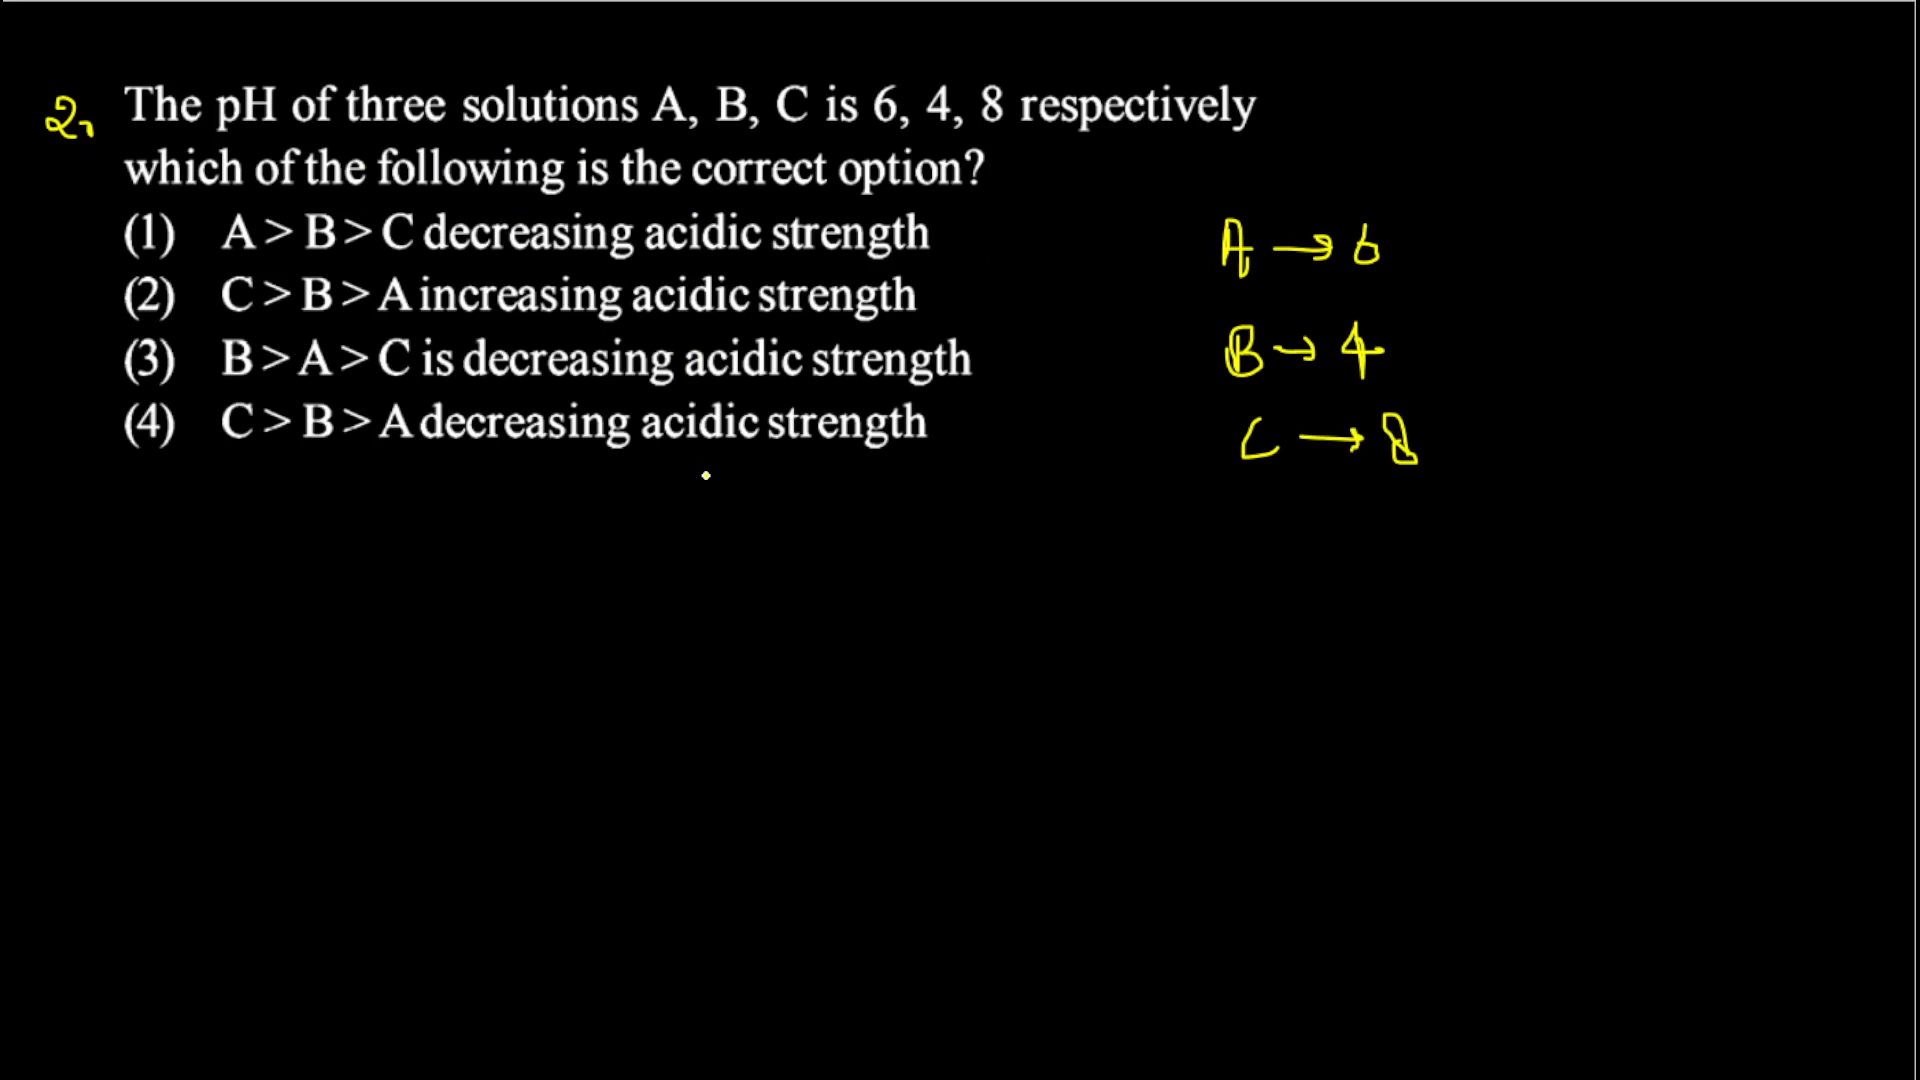 2, The pH of three solutions A, B, C is 6, 4, 8 respectively
which of the following is the correct option?
(1) A > B > C decreasing acidic strength
(2) C > B > A increasing acidic strength
(3) B > A > C is decreasing acidic strength
(4) C > B > A decreasing acidic strength
A → 6
B → 4
C → 8